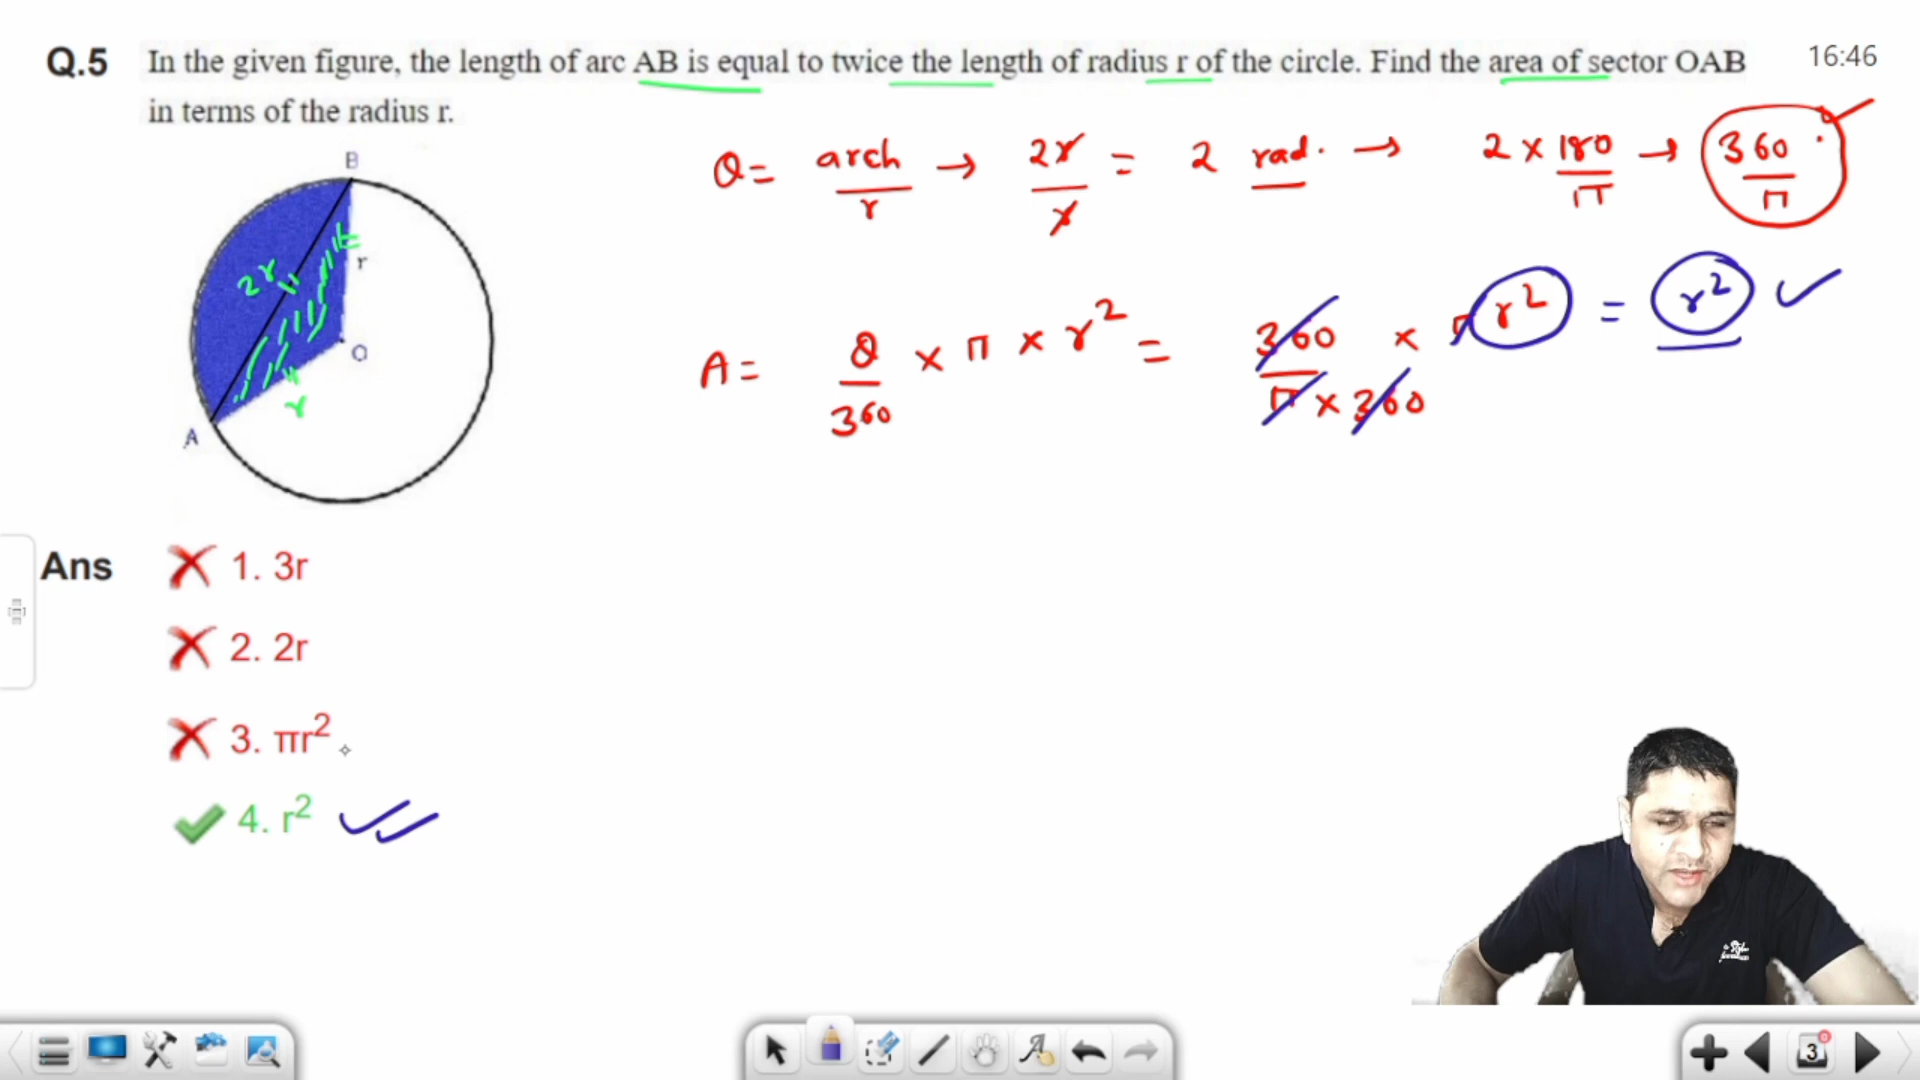 Q.5 In the given figure, the length of arc AB is equal to twice the length of radius r of the circle. Find the area of sector OAB 16:46
in terms of the radius r.
θ = arch/r → 2r/r = 2 rad. → 2 × 180/π → 360/π
B
2r
r
O
r
A
A = θ/360 × π × r² = 360/(π × 360) × π r² = r²
Ans 1. 3r
2. 2r
3. πr²
4. r²
3